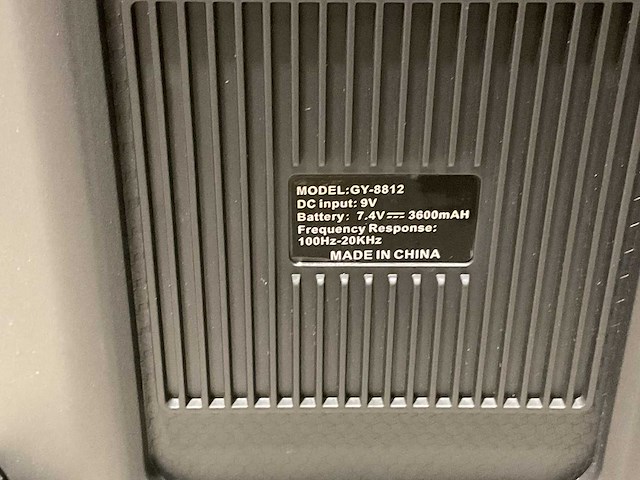 MODEL:GY-8812
DC input: 9V
Battery: 7.4V⎓ 3600mAH
Frequency Response:
100Hz-20KHz
MADE IN CHINA